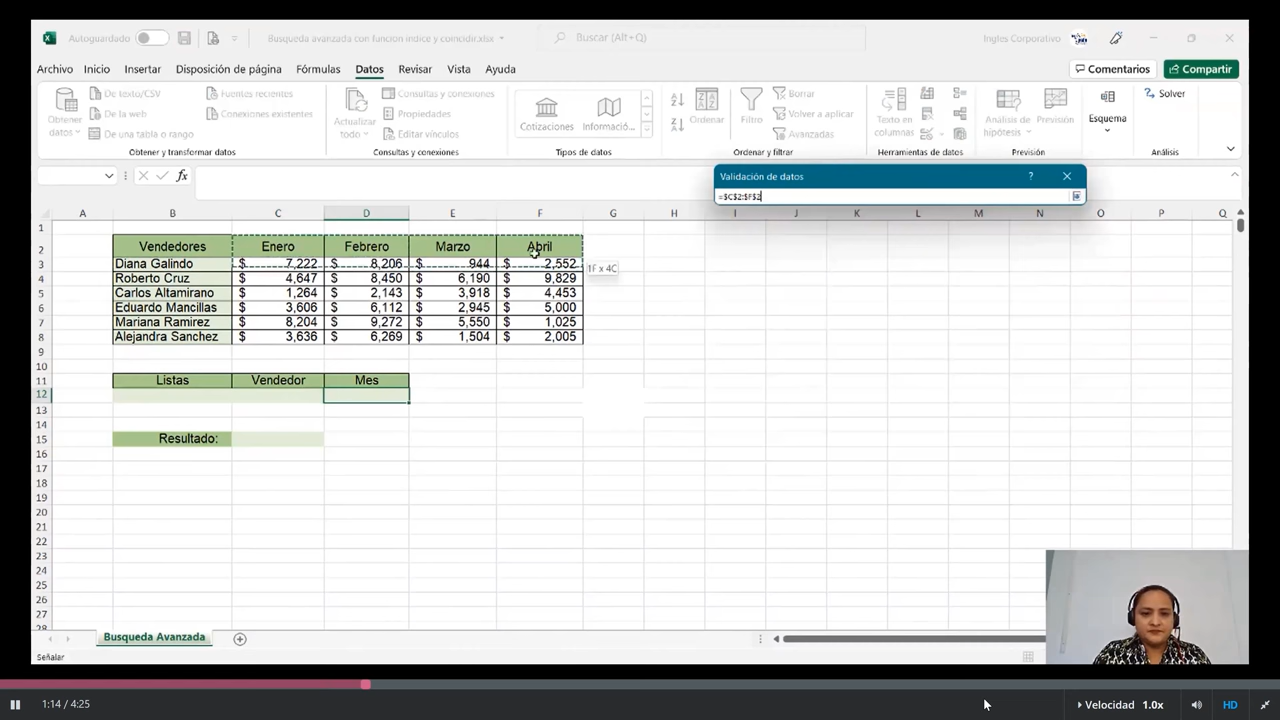 Autoguardado
Busqueda avanzada con funcion indice y coincidir.xlsx
Buscar (Alt+Q)
Ingles Corporativo
Archivo Inicio Insertar Disposición de página Fórmulas Datos Revisar Vista Ayuda
Comentarios
Compartir
Obtener datos
De texto/CSV
De la web
De una tabla o rango
Fuentes recientes
Conexiones existentes
Obtener y transformar datos
Actualizar todo
Consultas y conexiones
Propiedades
Editar vínculos
Consultas y conexiones
Cotizaciones
Informació...
Tipos de datos
Ordenar
Filtro
Borrar
Volver a aplicar
Avanzadas
Ordenar y filtrar
Texto en columnas
Herramientas de datos
Análisis de hipótesis
Previsión
Previsión
Esquema
Solver
Análisis
fx
Validación de datos ?
=$C$2:$F$2
A B C D E F G H I J K L M N O P Q
1
2 Vendedores Enero Febrero Marzo Abril
3 Diana Galindo $ 7,222 $ 8,206 $ 944 $ 2,552
1F x 4C
4 Roberto Cruz $ 4,647 $ 8,450 $ 6,190 $ 9,829
5 Carlos Altamirano $ 1,264 $ 2,143 $ 3,918 $ 4,453
6 Eduardo Mancillas $ 3,606 $ 6,112 $ 2,945 $ 5,000
7 Mariana Ramirez $ 8,204 $ 9,272 $ 5,550 $ 1,025
8 Alejandra Sanchez $ 3,636 $ 6,269 $ 1,504 $ 2,005
9
10
11 Listas Vendedor Mes
12
13
14
15 Resultado:
16
17
18
19
20
21
22
23
24
25
26
27
28
Busqueda Avanzada
Señalar
1:14 / 4:25
Velocidad 1.0x
HD